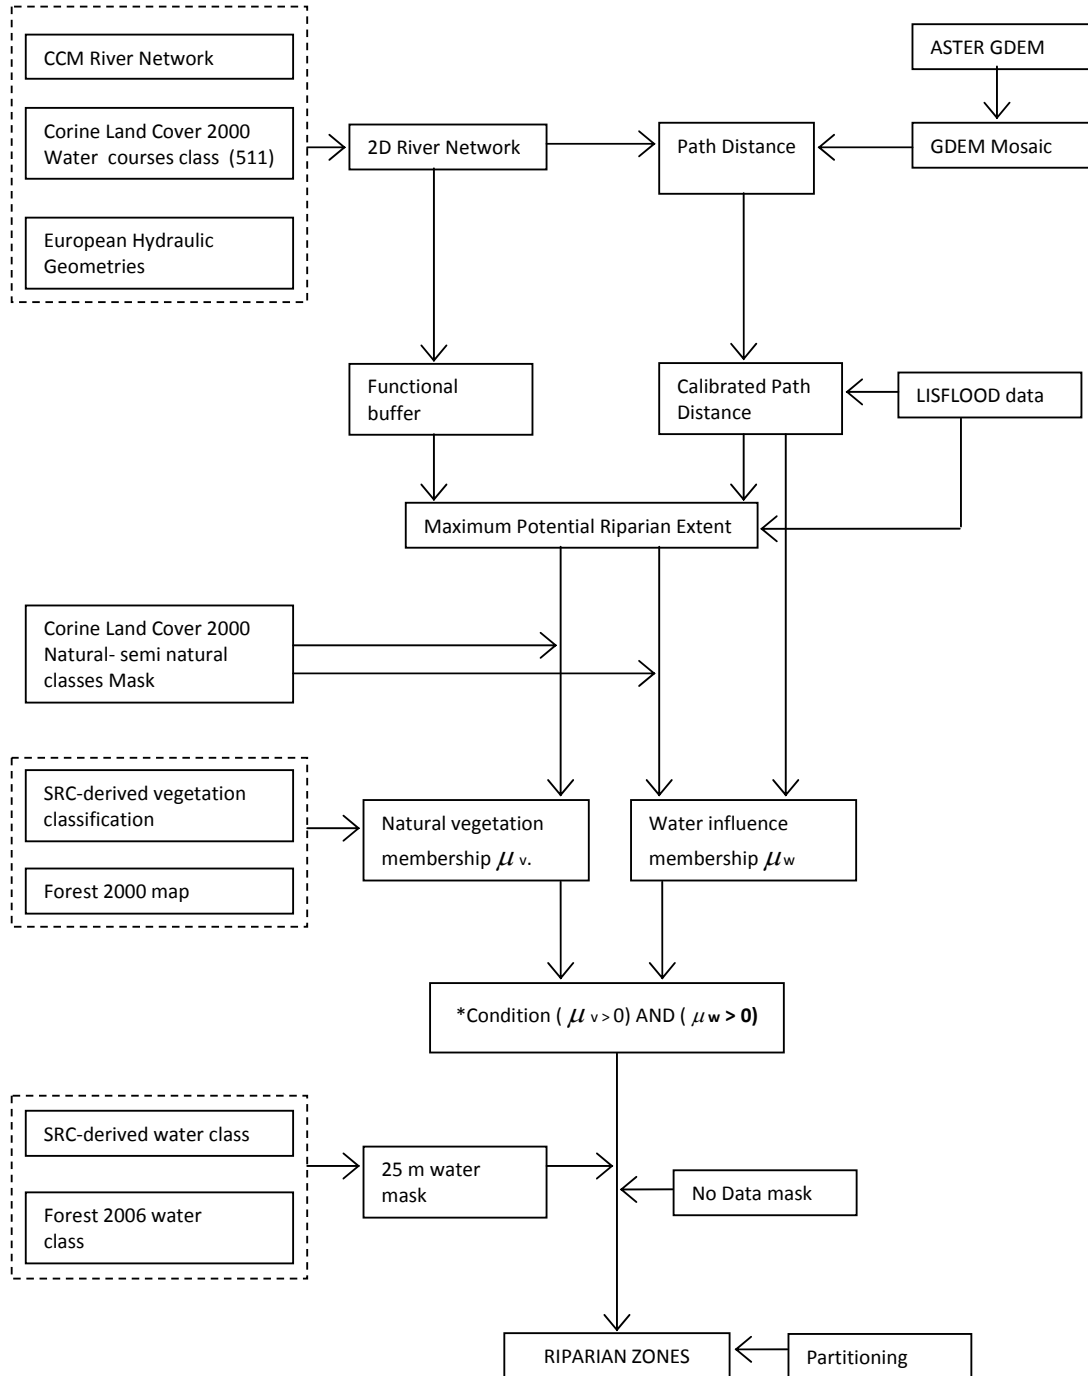 CCM River Network
ASTER GDEM
Corine Land Cover 2000
Water courses class (511)
2D River Network
Path Distance
GDEM Mosaic
European Hydraulic
Geometries
Functional
buffer
Calibrated Path
Distance
LISFLOOD data
Maximum Potential Riparian Extent
Corine Land Cover 2000
Natural- semi natural
classes Mask
SRC-derived vegetation
classification
Forest 2000 map
Natural vegetation
membership μ v.
Water influence
membership μ w
*Condition ( μ v > 0) AND ( μ w > 0)
SRC-derived water class
Forest 2006 water
class
25 m water
mask
No Data mask
RIPARIAN ZONES
Partitioning